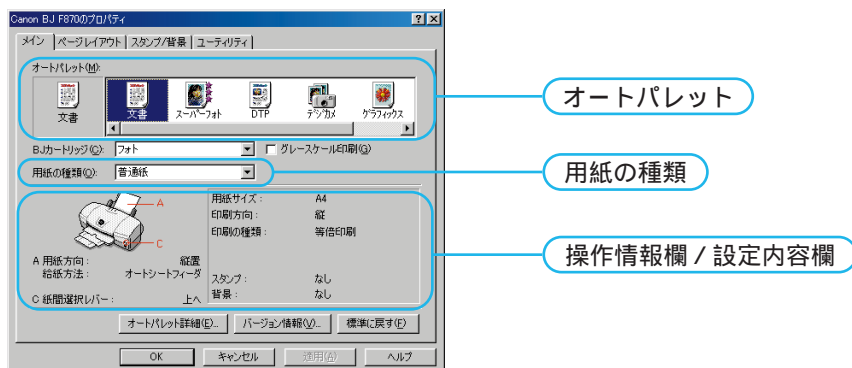 Canon BJ F870のプロパティ
メイン ページレイアウト スタンプ/背景 ユーティリティ
オートパレット(M):
文書 文書 スーパーフォト DTP デジカメ グラフィックス
オートパレット
BJカートリッジ(C): フォト グレースケール印刷(G)
用紙の種類(O): 普通紙
用紙の種類
A
C
用紙サイズ : A4
印刷方向 : 縦
印刷の種類 : 等倍印刷
操作情報欄 / 設定内容欄
A 用紙方向 : 縦置
給紙方法 : オートシートフィーダ
C 紙間選択レバー : 上へ
スタンプ : なし
背景 : なし
オートパレット詳細(E)... バージョン情報(V)... 標準に戻す(F)
OK キャンセル 適用(A) ヘルプ